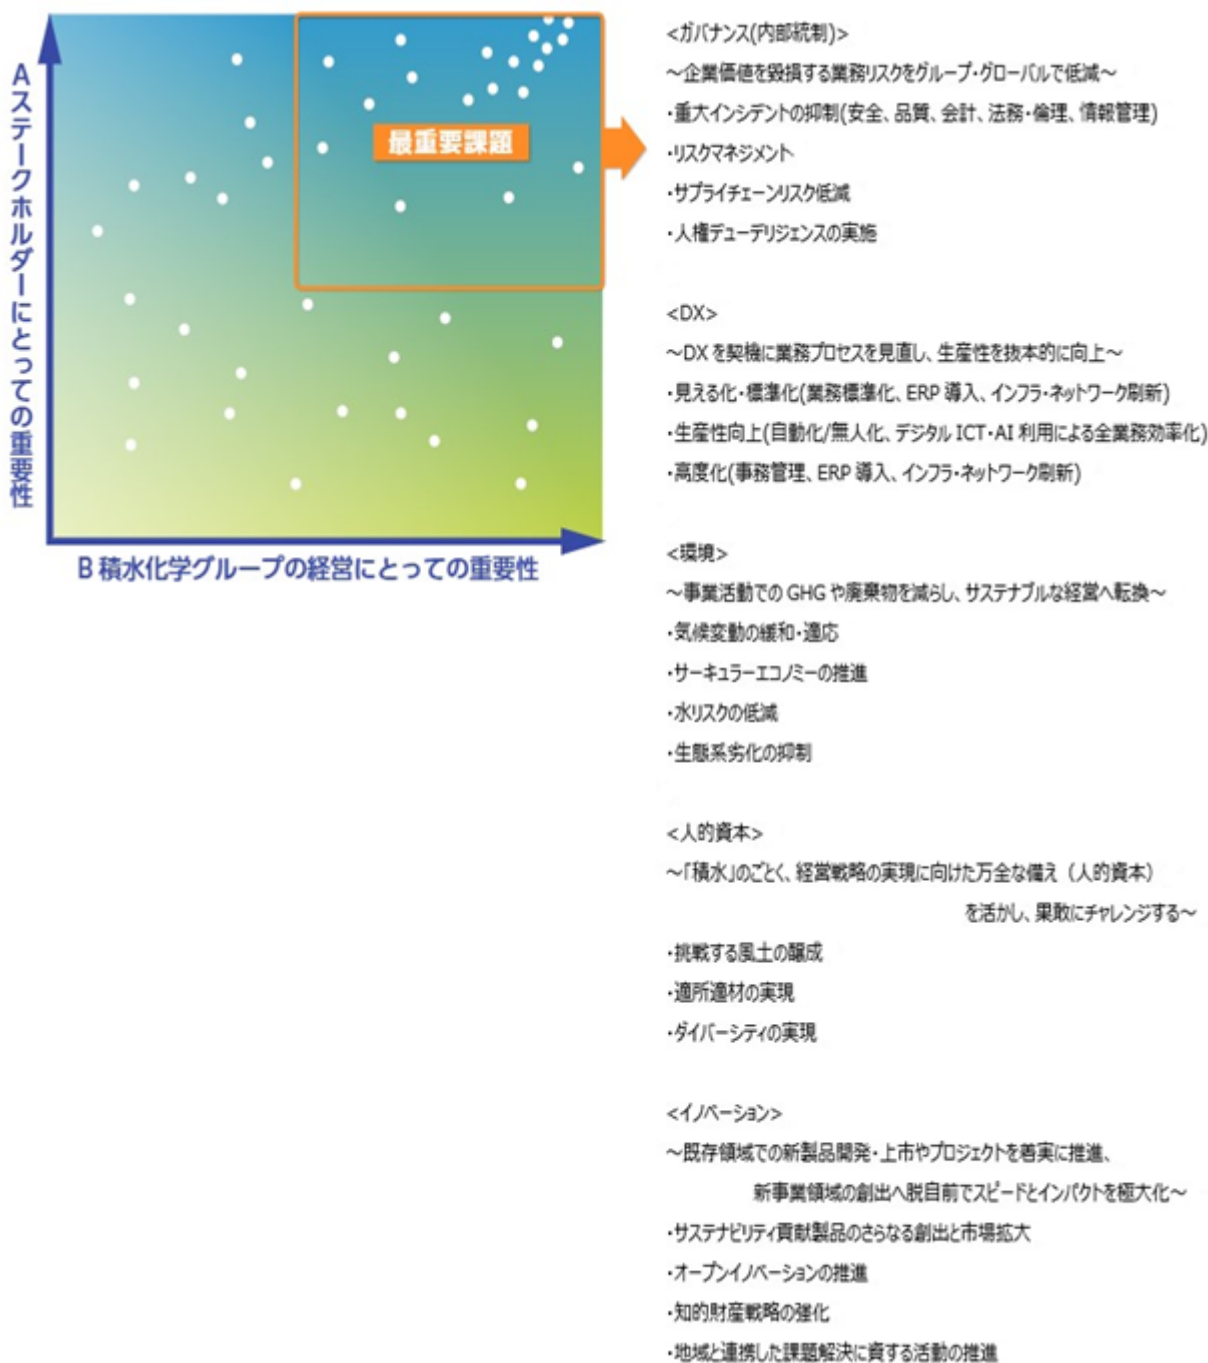 Aステークホルダーにとっての重要性
最重要課題
B 積水化学グループの経営にとっての重要性
<ガバナンス(内部統制)>
～企業価値を毀損する業務リスクをグループ・グローバルで低減～
・重大インシデントの抑制(安全、品質、会計、法務・倫理、情報管理)
・リスクマネジメント
・サプライチェーンリスク低減
・人権デューデリジェンスの実施
<DX>
～DX を契機に業務プロセスを見直し、生産性を抜本的に向上～
・見える化・標準化(業務標準化、ERP 導入、インフラ・ネットワーク刷新)
・生産性向上(自動化/無人化、デジタル ICT・AI 利用による全業務効率化)
・高度化(事務管理、ERP 導入、インフラ・ネットワーク刷新)
<環境>
～事業活動での GHG や廃棄物を減らし、サステナブルな経営へ転換～
・気候変動の緩和・適応
・サーキュラーエコノミーの推進
・水リスクの低減
・生態系劣化の抑制
<人的資本>
～「積水」のごとく、経営戦略の実現に向けた万全な備え（人的資本）
を活かし、果敢にチャレンジする～
・挑戦する風土の醸成
・適所適材の実現
・ダイバーシティの実現
<イノベーション>
～既存領域での新製品開発・上市やプロジェクトを着実に推進、
新事業領域の創出へ脱自前でスピードとインパクトを極大化～
・サステナビリティ貢献製品のさらなる創出と市場拡大
・オープンイノベーションの推進
・知的財産戦略の強化
・地域と連携した課題解決に資する活動の推進